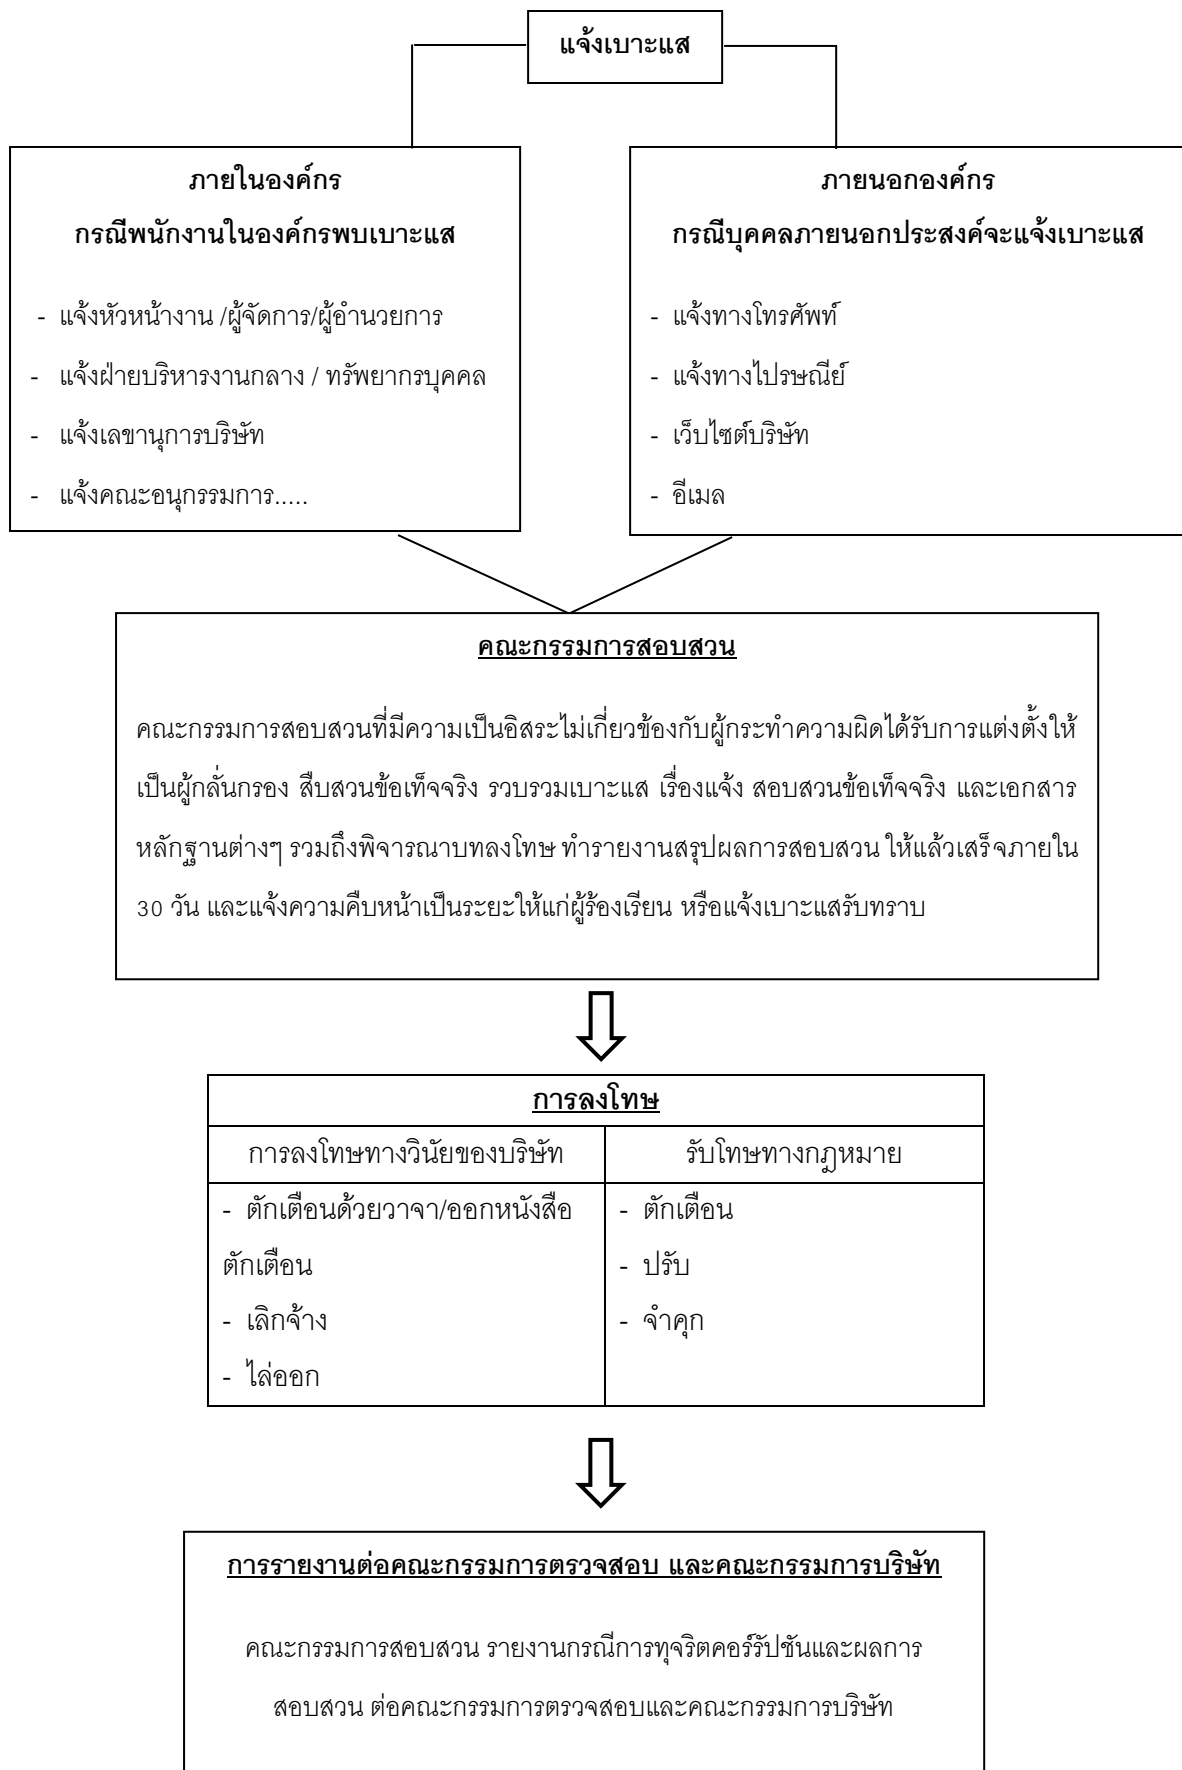 แจ้งเบาะแส
ภายในองค์กร
กรณีพนักงานในองค์กรพบเบาะแส
- แจ้งหัวหน้างาน /ผู้จัดการ/ผู้อำนวยการ
- แจ้งฝ่ายบริหารงานกลาง / ทรัพยากรบุคคล
- แจ้งเลขานุการบริษัท
- แจ้งคณะอนุกรรมการ.....
ภายนอกองค์กร
กรณีบุคคลภายนอกประสงค์จะแจ้งเบาะแส
- แจ้งทางโทรศัพท์
- แจ้งทางไปรษณีย์
- เว็บไซต์บริษัท
- อีเมล
คณะกรรมการสอบสวน
คณะกรรมการสอบสวนที่มีความเป็นอิสระไม่เกี่ยวข้องกับผู้กระทำความผิดได้รับการแต่งตั้งให้
เป็นผู้กลั่นกรอง สืบสวนข้อเท็จจริง รวบรวมเบาะแส เรื่องแจ้ง สอบสวนข้อเท็จจริง และเอกสาร
หลักฐานต่างๆ รวมถึงพิจารณาบทลงโทษ ทำรายงานสรุปผลการสอบสวน ให้แล้วเสร็จภายใน
30 วัน และแจ้งความคืบหน้าเป็นระยะให้แก่ผู้ร้องเรียน หรือแจ้งเบาะแสรับทราบ
การลงโทษ
การลงโทษทางวินัยของบริษัท
รับโทษทางกฎหมาย
- ตักเตือนด้วยวาจา/ออกหนังสือ
ตักเตือน
- เลิกจ้าง
- ไล่ออก
- ตักเตือน
- ปรับ
- จำคุก
การรายงานต่อคณะกรรมการตรวจสอบ และคณะกรรมการบริษัท
คณะกรรมการสอบสวน รายงานกรณีการทุจริตคอร์รัปชันและผลการ
สอบสวน ต่อคณะกรรมการตรวจสอบและคณะกรรมการบริษัท